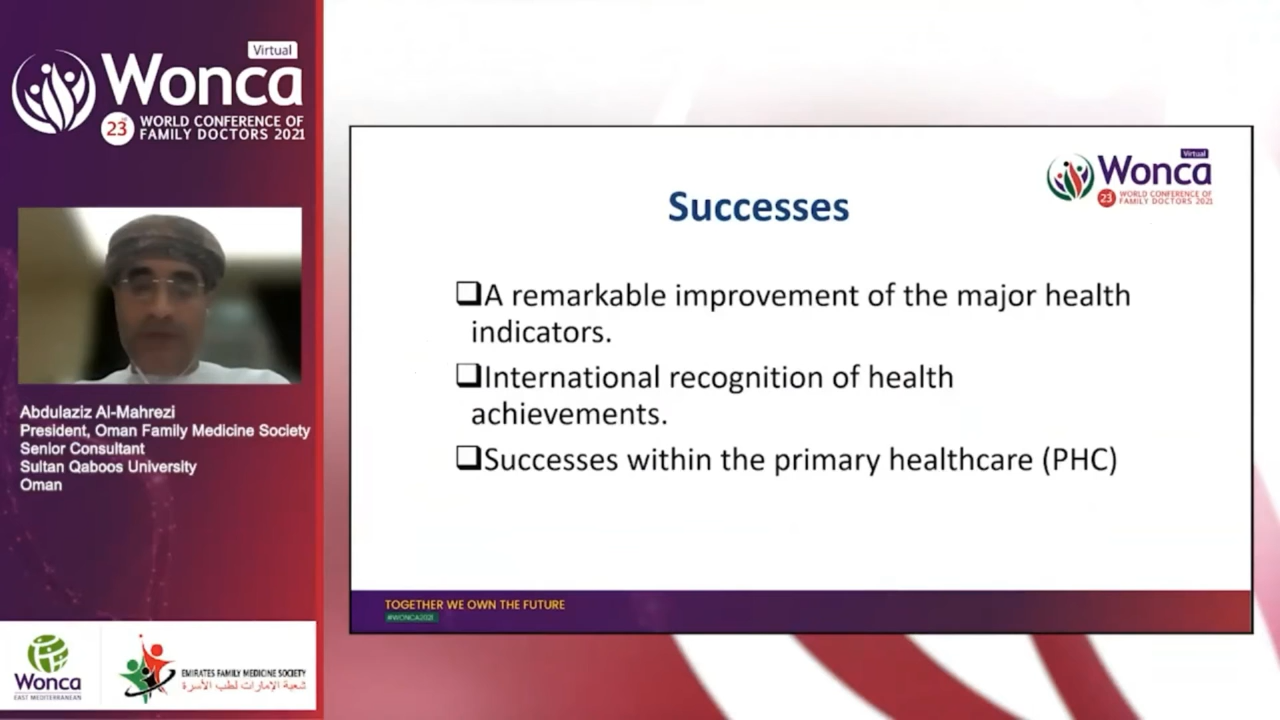 Virtual
Wonca
23rd WORLD CONFERENCE OF
FAMILY DOCTORS 2021
Abdulaziz Al-Mahrezi
President, Oman Family Medicine Society
Senior Consultant
Sultan Qaboos University
Oman
Wonca
EAST MEDITERRANEAN
EMIRATES FAMILY MEDICINE SOCIETY
شعبة الإمارات لطب الأسرة
Virtual
Wonca
23 WORLD CONFERENCE OF
FAMILY DOCTORS 2021
Successes
❑A remarkable improvement of the major health
indicators.
❑International recognition of health
achievements.
❑Successes within the primary healthcare (PHC)
TOGETHER WE OWN THE FUTURE
#WONCA2021